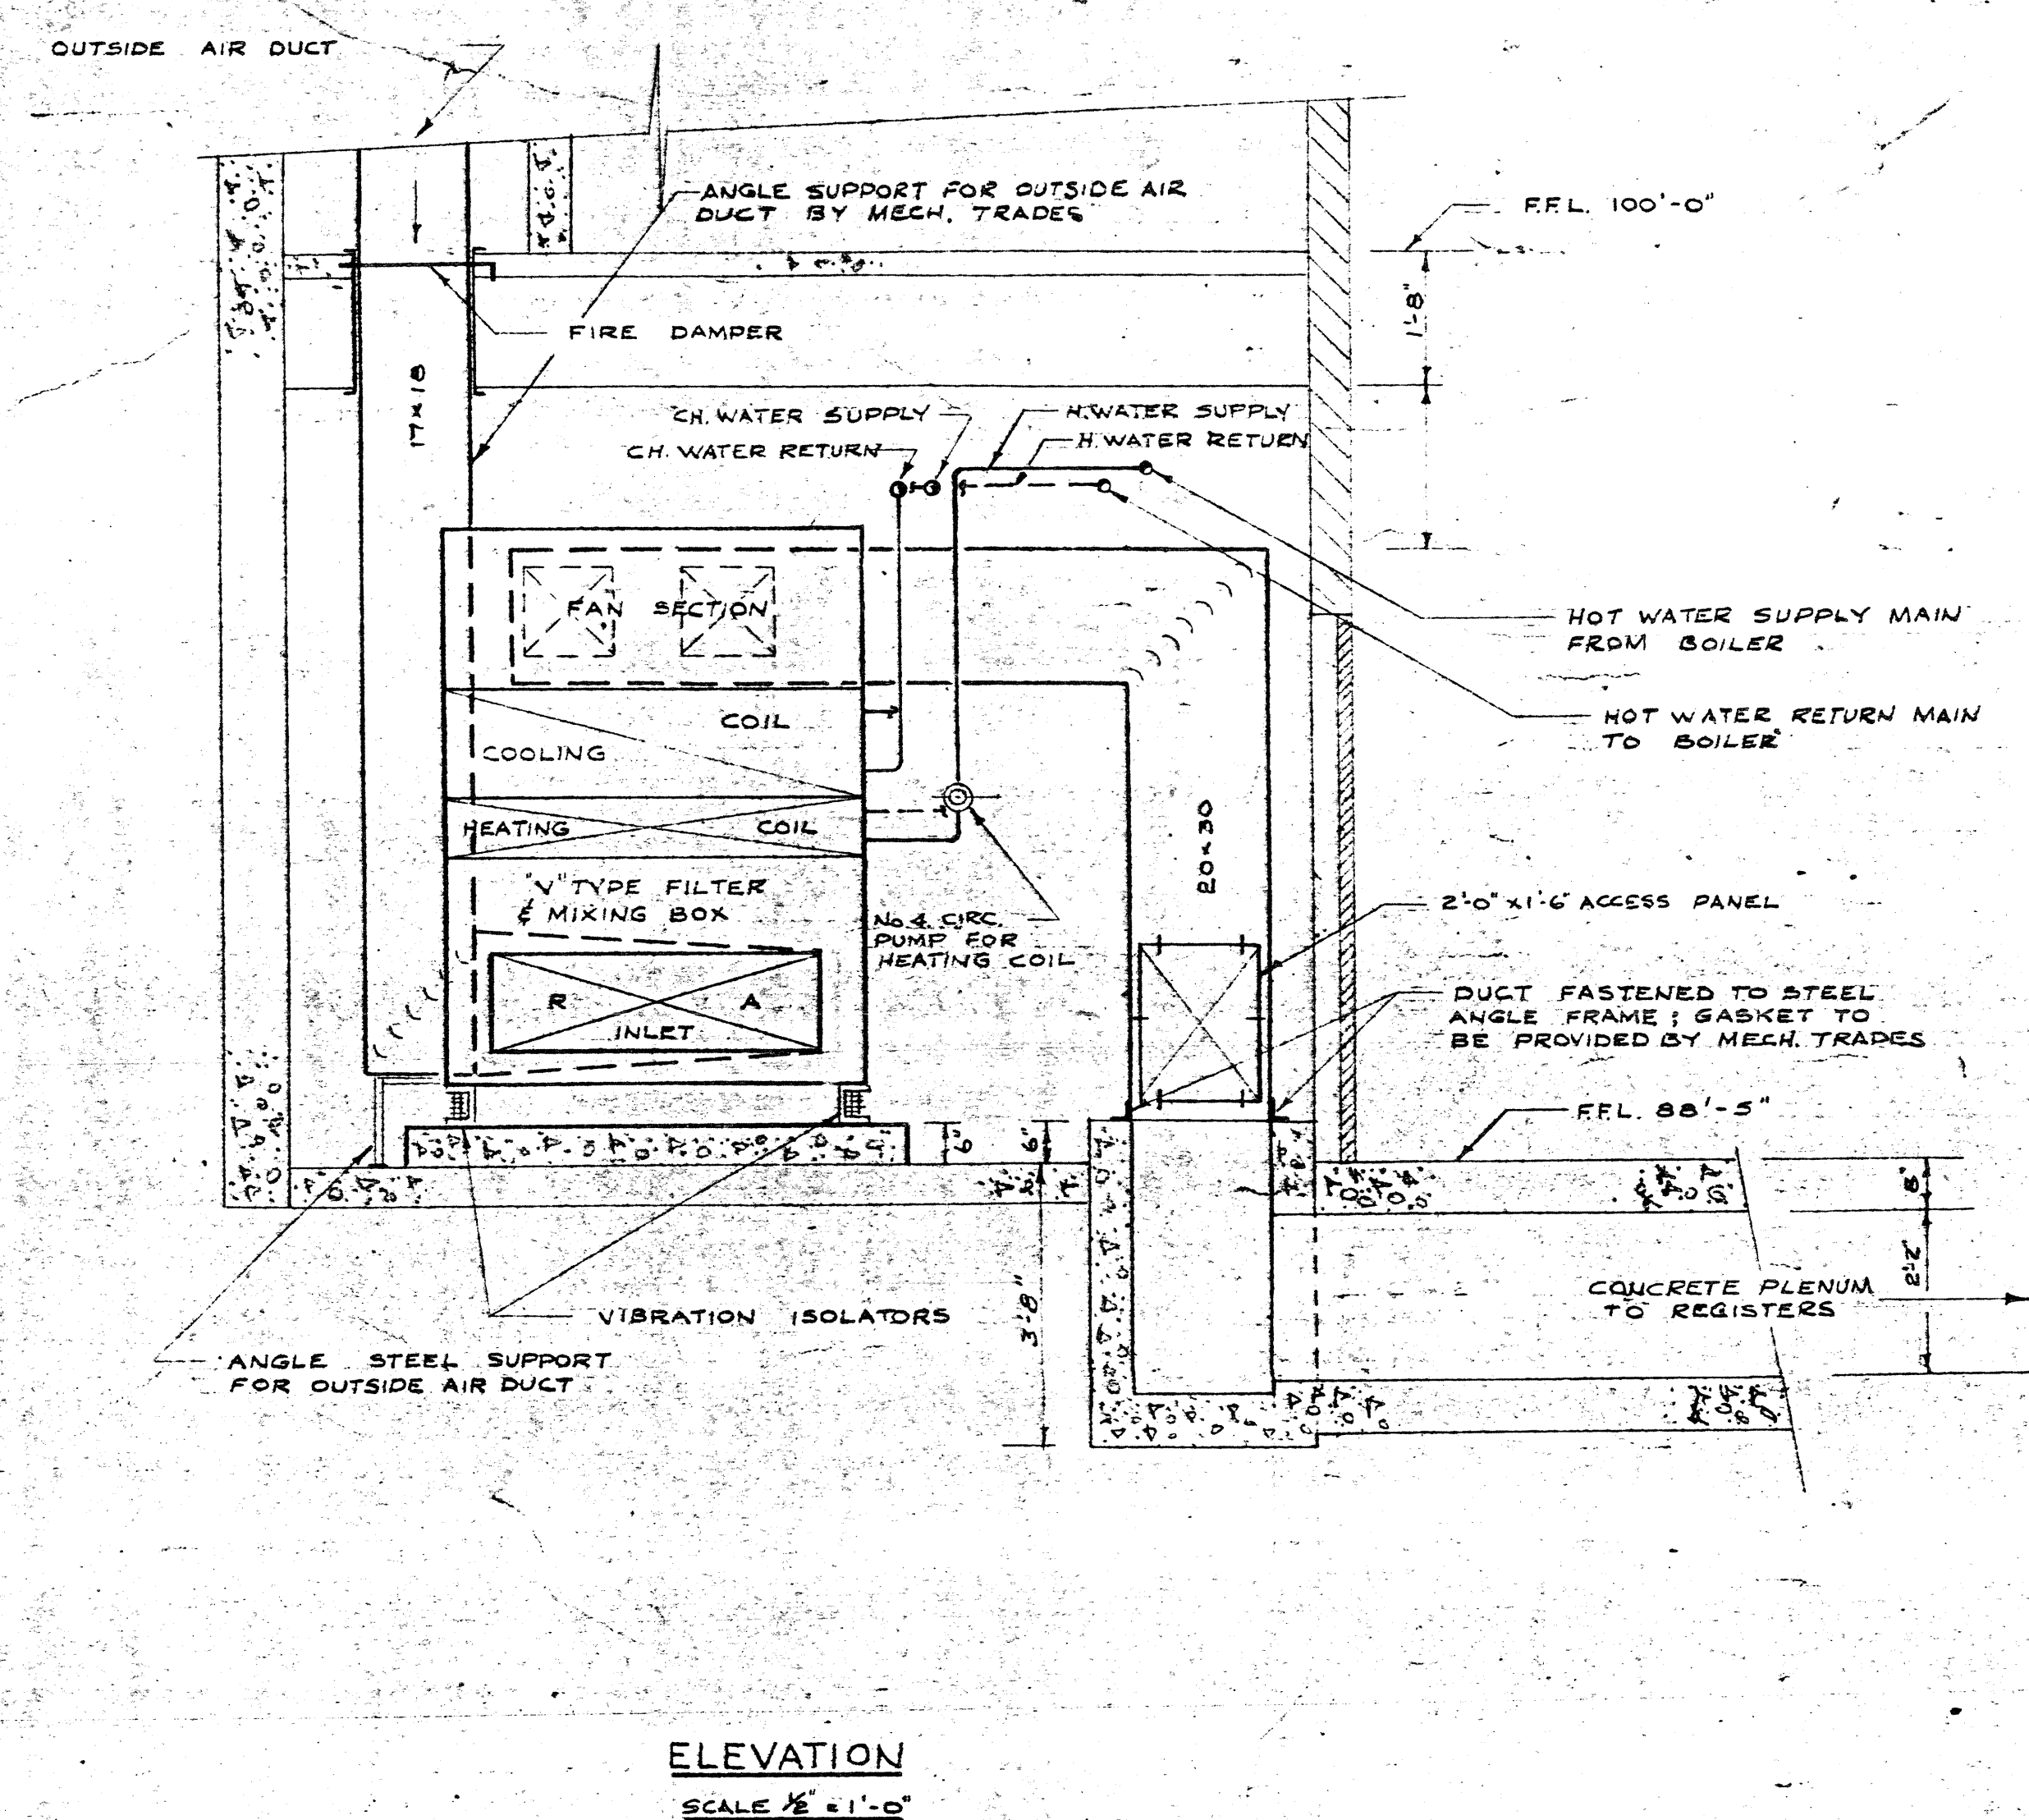 OUTSIDE AIR DUCT
ANGLE SUPPORT FOR OUTSIDE AIR
DUCT BY MECH. TRADES
F.F.L. 100'-0"
FIRE DAMPER
1'-8"
17×18
CH. WATER SUPPLY
H.WATER SUPPLY
CH. WATER RETURN
H.WATER RETURN
FAN SECTION
HOT WATER SUPPLY MAIN
FROM BOILER
COIL
COOLING
HOT WATER RETURN MAIN
TO BOILER
HEATING COIL
20×30
"V" TYPE FILTER
& MIXING BOX
No 4 CIRC.
PUMP FOR
HEATING COIL
2'-0" x 1'-6" ACCESS PANEL
R A
INLET
DUCT FASTENED TO STEEL
ANGLE FRAME ; GASKET TO
BE PROVIDED BY MECH. TRADES
F.F.L. 88'-5"
6"
6"
8"
2'-2"
3'-8"
CONCRETE PLENUM
TO REGISTERS
VIBRATION ISOLATORS
ANGLE STEEL SUPPORT
FOR OUTSIDE AIR DUCT
ELEVATION
SCALE ½" = 1'-0"